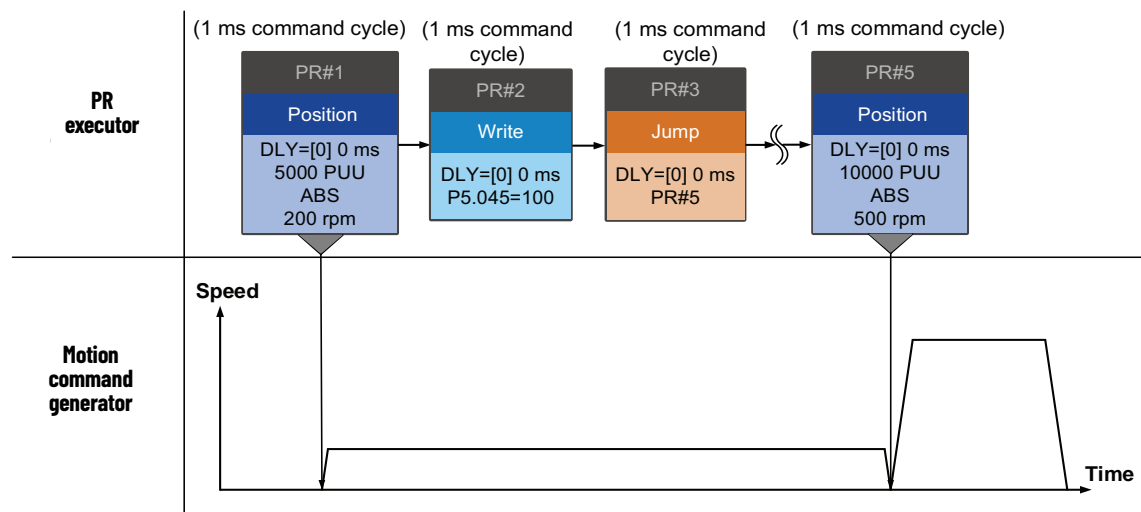 PR
executor
(1 ms command cycle)
PR#1
Position
DLY=[0] 0 ms
5000 PUU
ABS
200 rpm
(1 ms command
cycle)
PR#2
Write
DLY=[0] 0 ms
P5.045=100
(1 ms command
cycle)
PR#3
Jump
DLY=[0] 0 ms
PR#5
(1 ms command cycle)
PR#5
Position
DLY=[0] 0 ms
10000 PUU
ABS
500 rpm
Motion
command
generator
Speed
Time